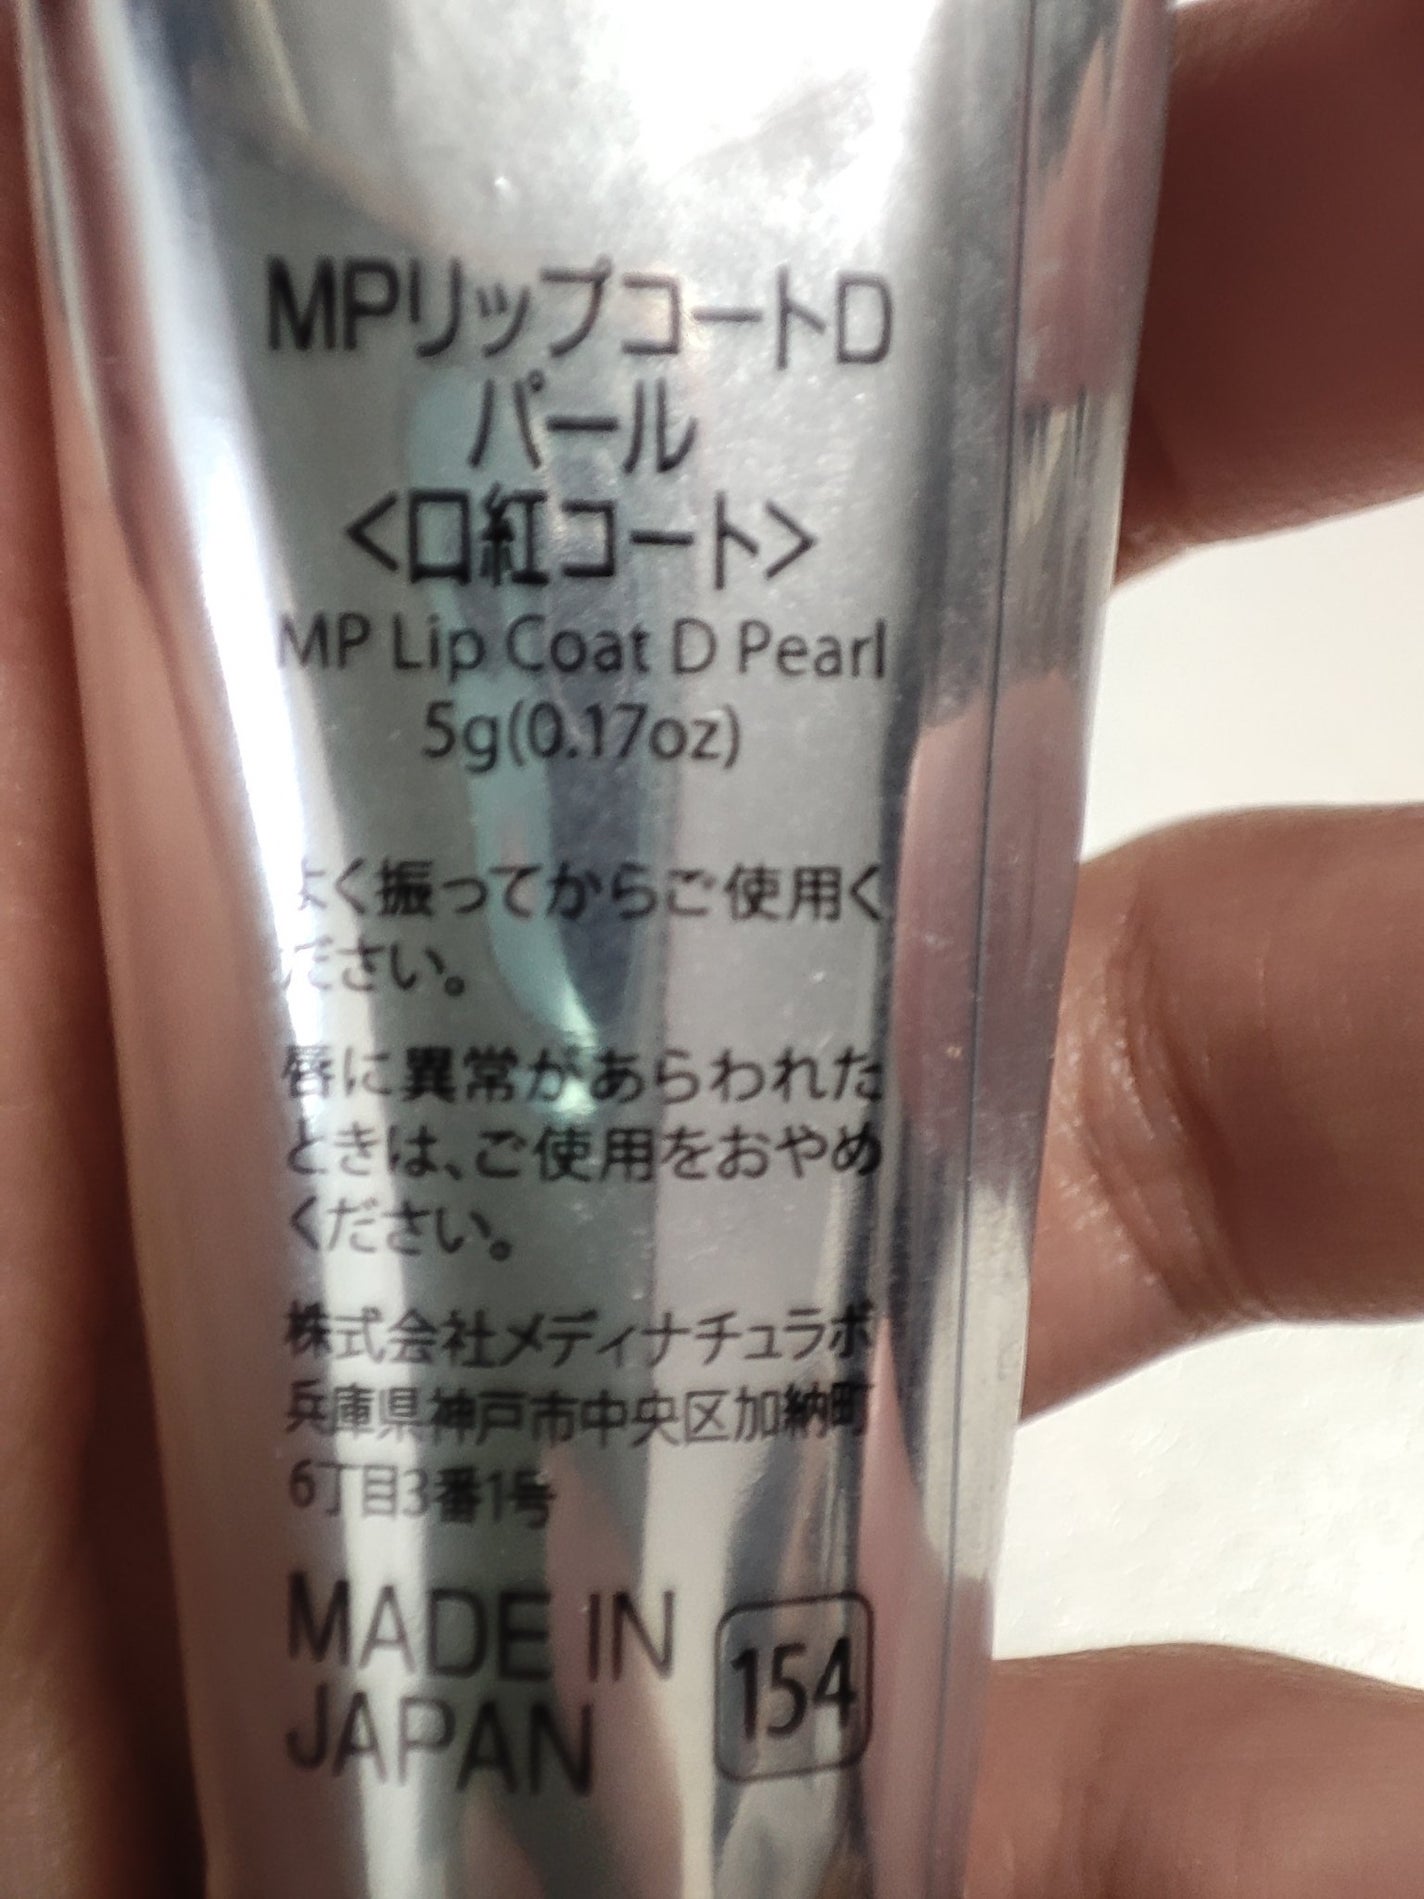 MPリップコートD
パール
<口紅コート>
MP Lip Coat D Pearl
5g(0.17oz)
よく振ってからご使用く
ださい。
唇に異常があらわれた
ときは、ご使用をおやめ
ください。
株式会社メディナチュラボ
兵庫県神戸市中央区加納町
6丁目3番1号
MADE IN
JAPAN
154